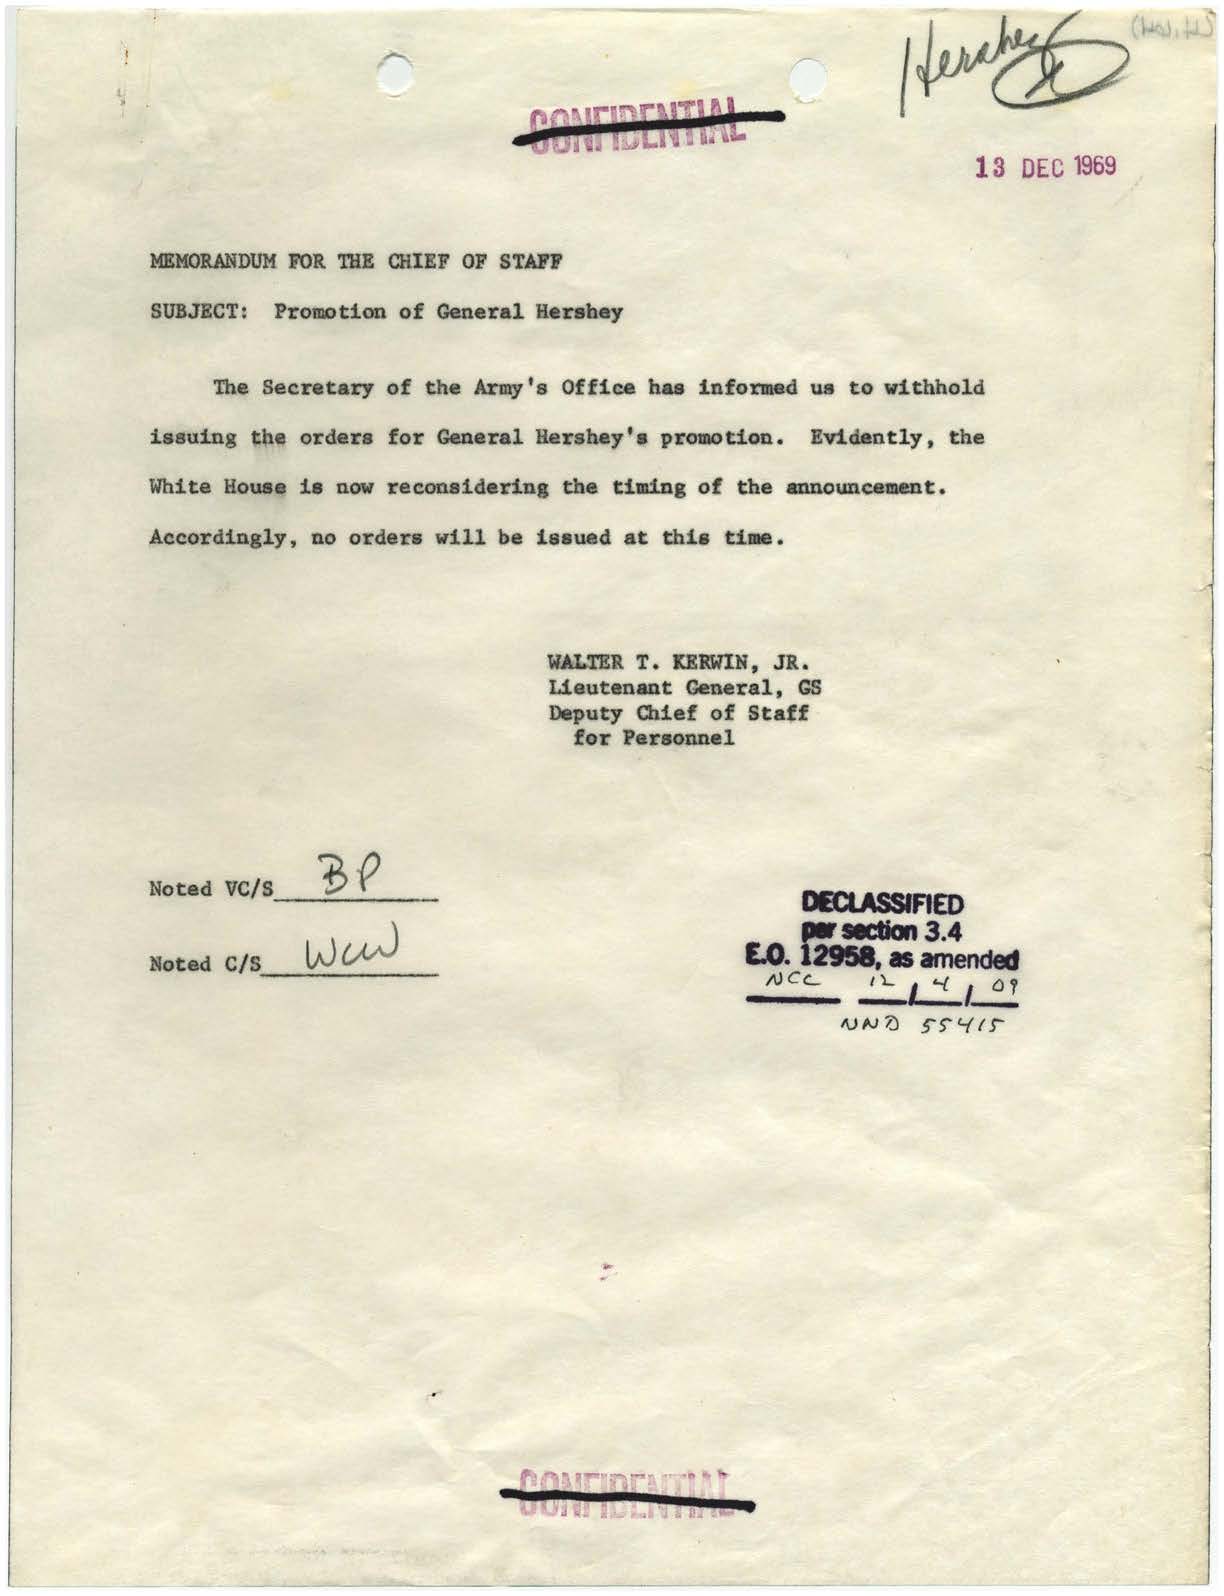 Hershey
CONFIDENTIAL
13 DEC 1969
MEMORANDUM FOR THE CHIEF OF STAFF
SUBJECT: Promotion of General Hershey
The Secretary of the Army's Office has informed us to withhold
issuing the orders for General Hershey's promotion. Evidently, the
White House is now reconsidering the timing of the announcement.
Accordingly, no orders will be issued at this time.
WALTER T. KERWIN, JR.
Lieutenant General, GS
Deputy Chief of Staff
for Personnel
Noted VC/S BP
Noted C/S WCW
DECLASSIFIED
per section 3.4
E.O. 12958, as amended
NCC 12/4/09
NND 55415
CONFIDENTIAL